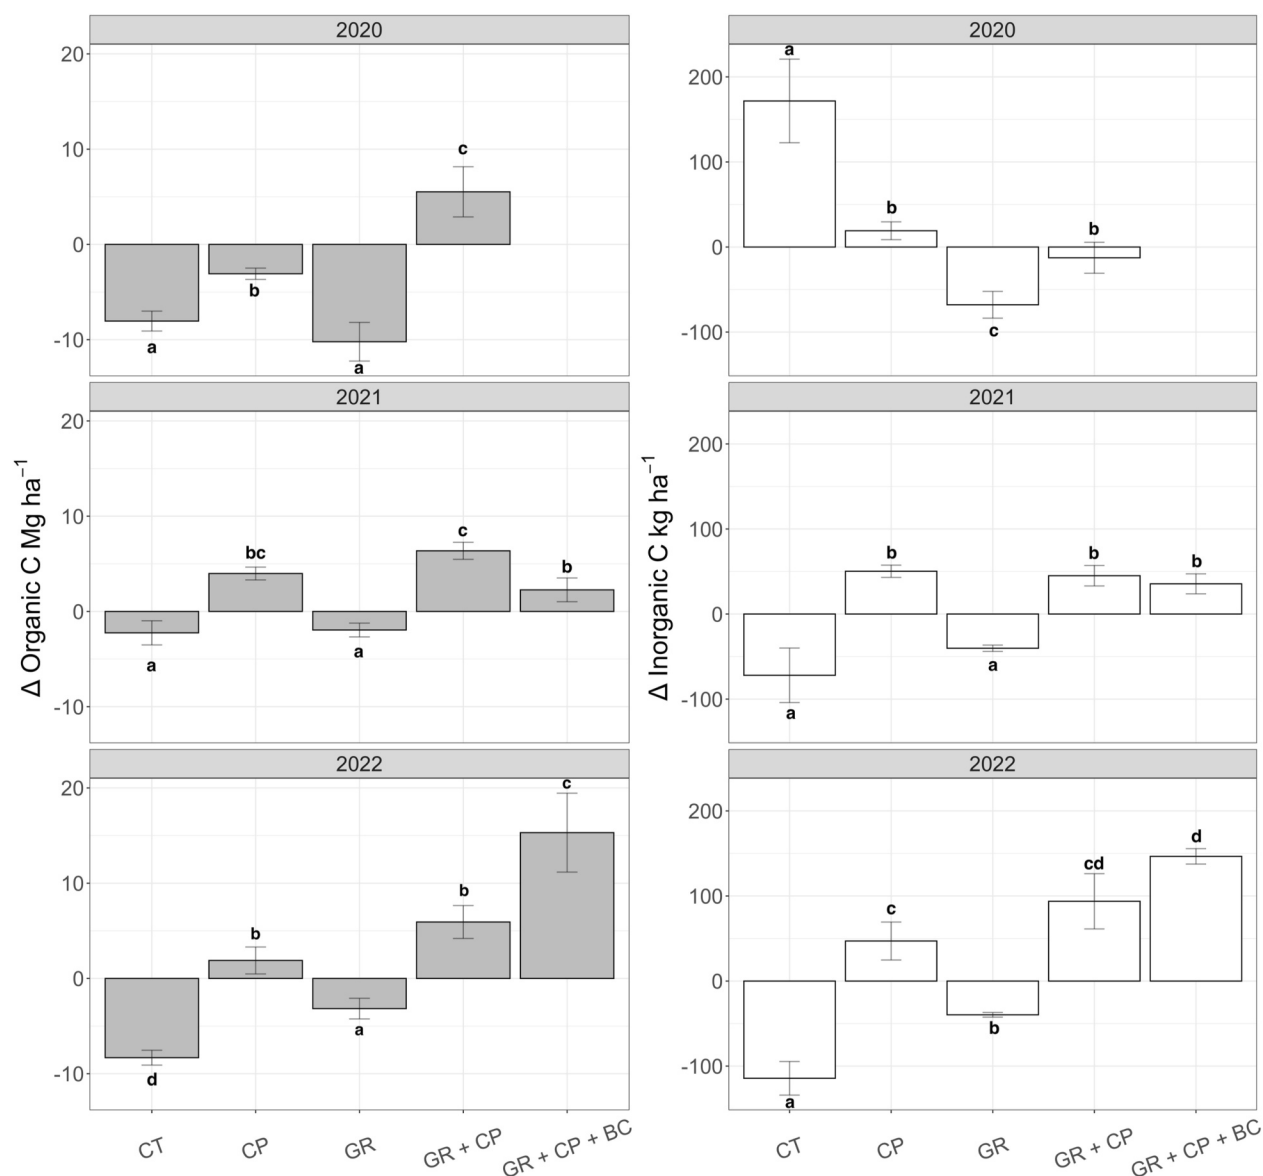 2020
2020
20
10
0
-10
c
b
a
a
200
100
0
-100
a
b
b
c
2021
2021
20
10
0
-10
bc
c
b
a
a
200
100
0
-100
b
b
b
a
a
Δ Organic C Mg ha⁻¹
Δ Inorganic C kg ha⁻¹
2022
2022
20
10
0
-10
c
b
b
a
d
200
100
0
-100
d
cd
c
b
a
CT
CP
GR
GR + CP
GR + CP + BC
CT
CP
GR
GR + CP
GR + CP + BC